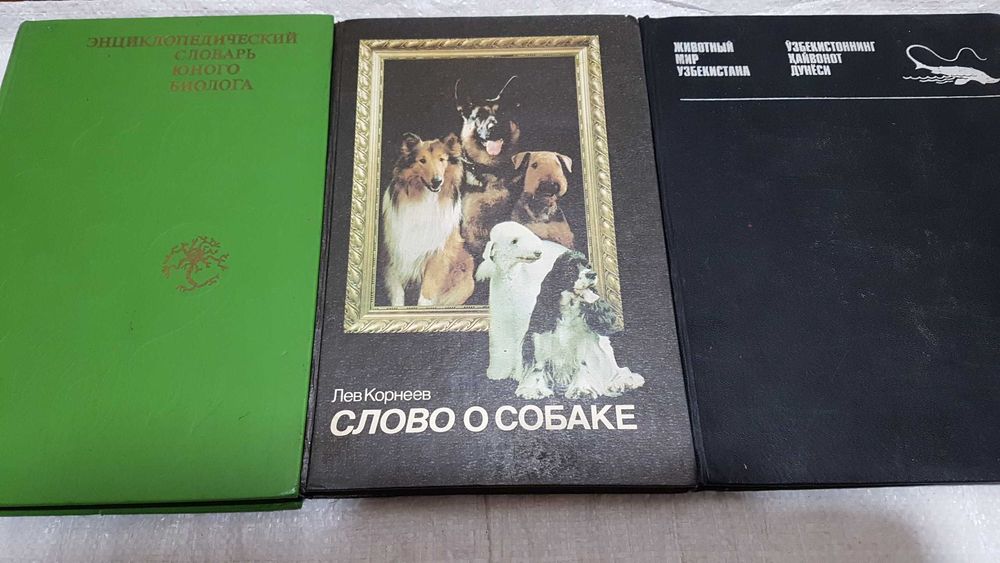 ЭНЦИКЛОПЕДИЧЕСКИЙ
СЛОВАРЬ
ЮНОГО
БИОЛОГА
Лев Корнеев
СЛОВО О СОБАКЕ
ЖИВОТНЫЙ
МИР
УЗБЕКИСТАНА
ЎЗБЕКИСТОННИНГ
ҲАЙВОНОТ
ДУНЁСИ